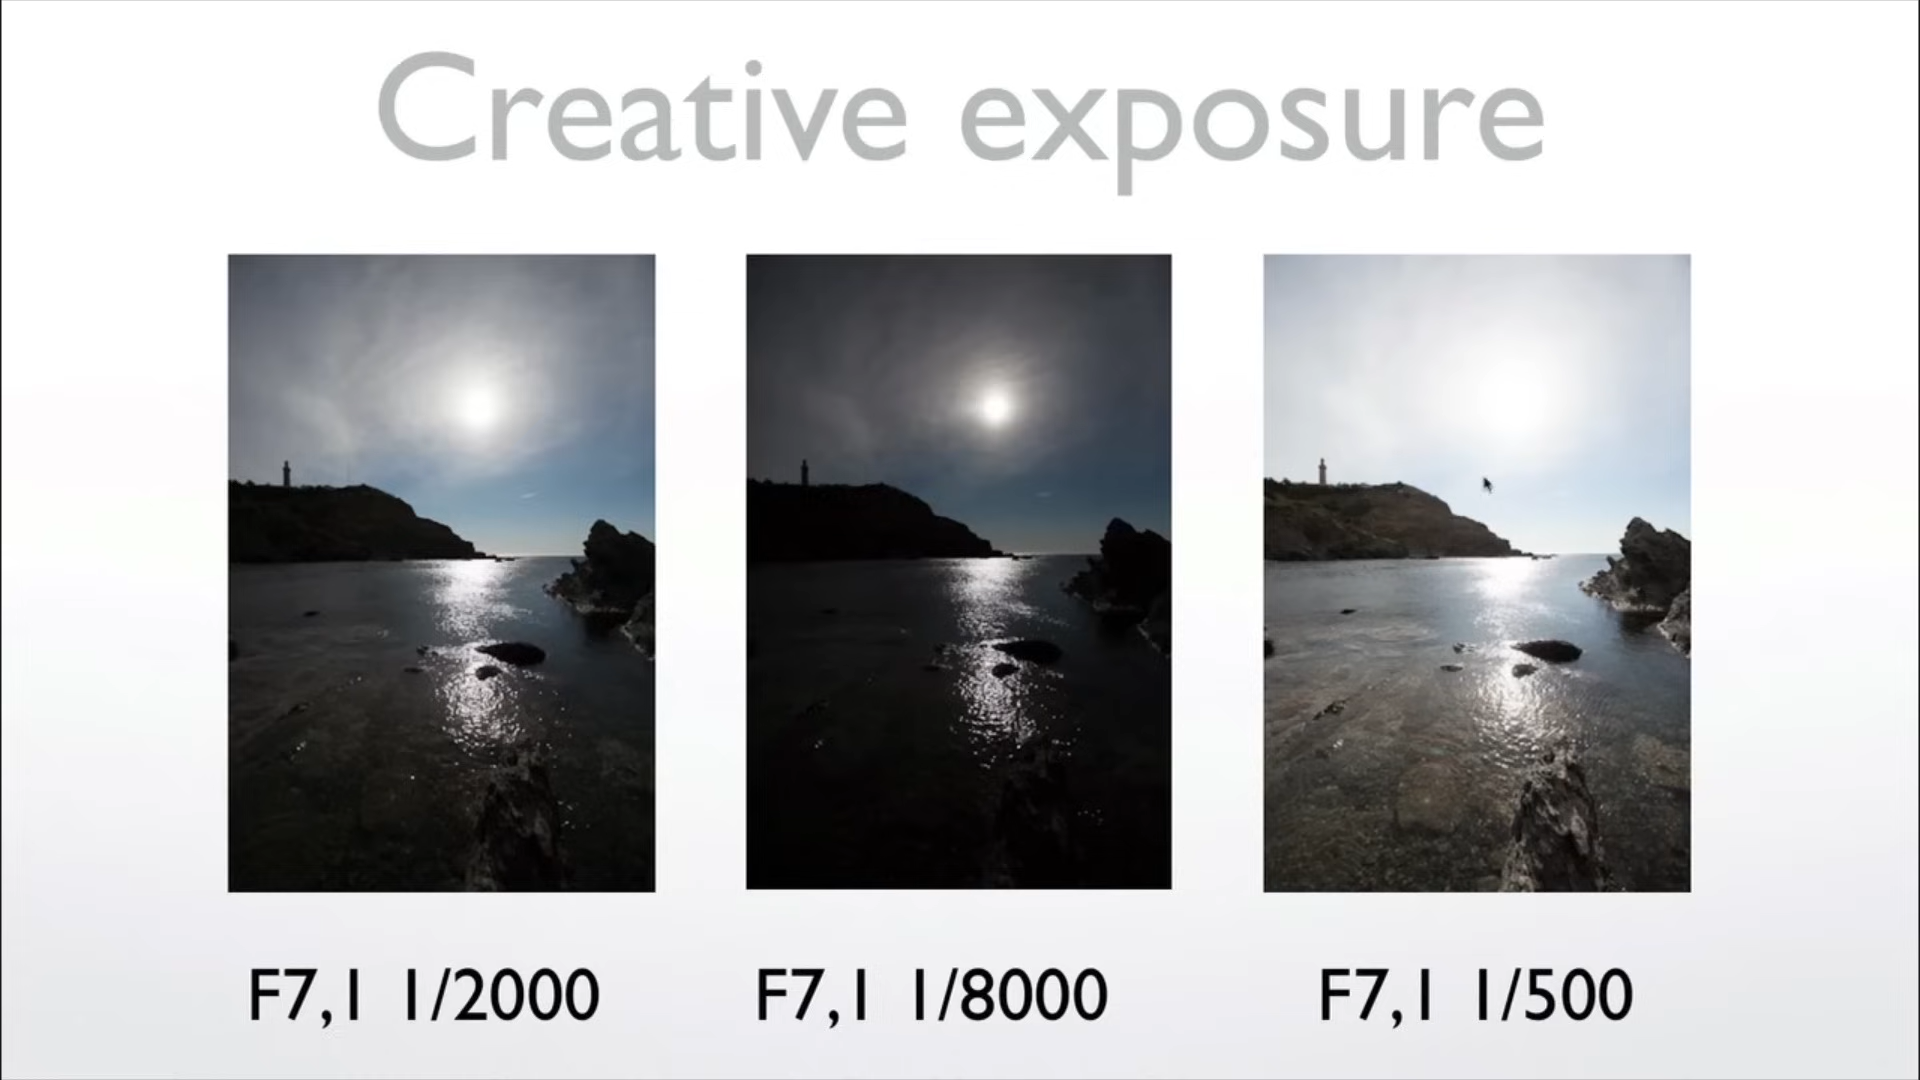 Creative exposure
F7,1 1/2000
F7,1 1/8000
F7,1 1/500